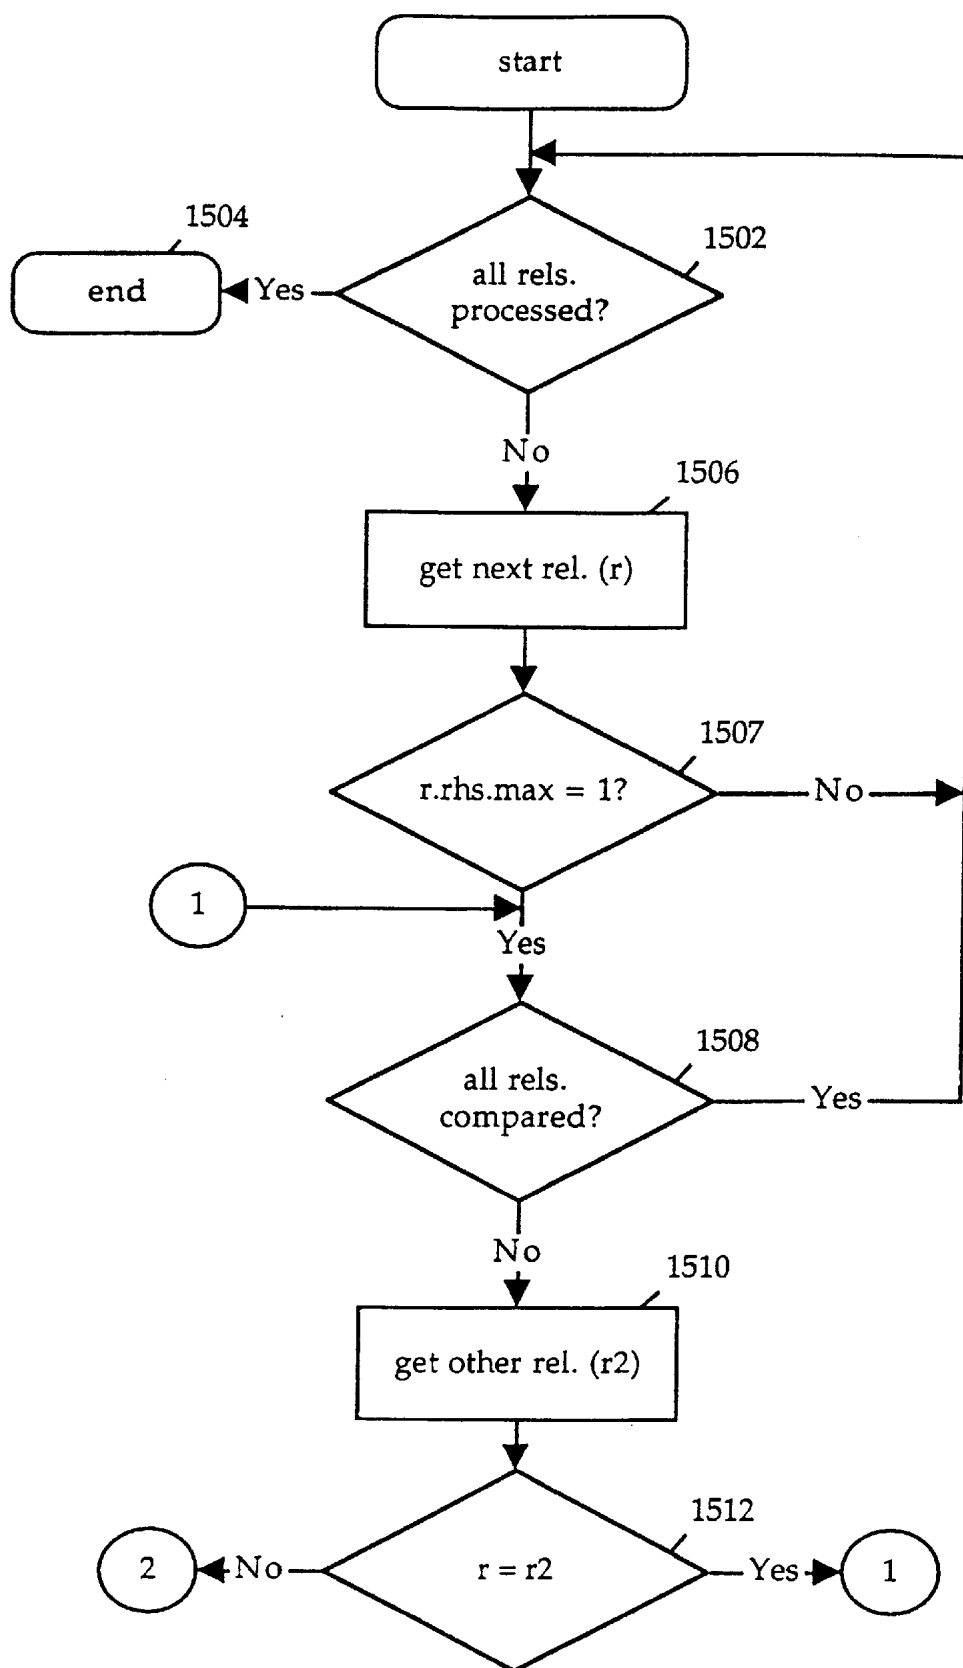 start
1504
1502
all rels.
processed?
end
Yes
No
1506
get next rel. (r)
1507
r.rhs.max = 1?
No
1
Yes
1508
all rels.
compared?
Yes
No
1510
get other rel. (r2)
1512
2
No
r = r2
Yes
1